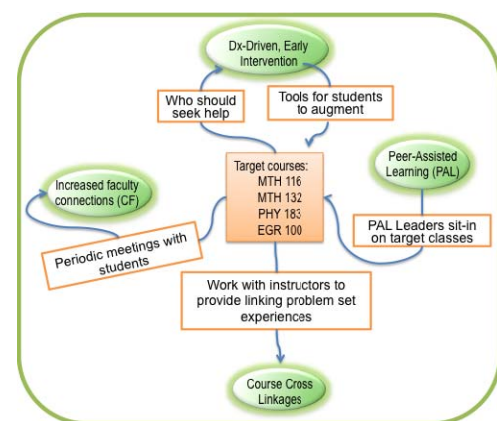 Dx-Driven, Early
Intervention
Who should
seek help
Tools for students
to augment
Target courses:
MTH 116
MTH 132
PHY 183
EGR 100
Peer-Assisted
Learning (PAL)
Increased faculty
connections (CF)
PAL Leaders sit-in
on target classes
Periodic meetings with
students
Work with instructors to
provide linking problem set
experiences
Course Cross
Linkages